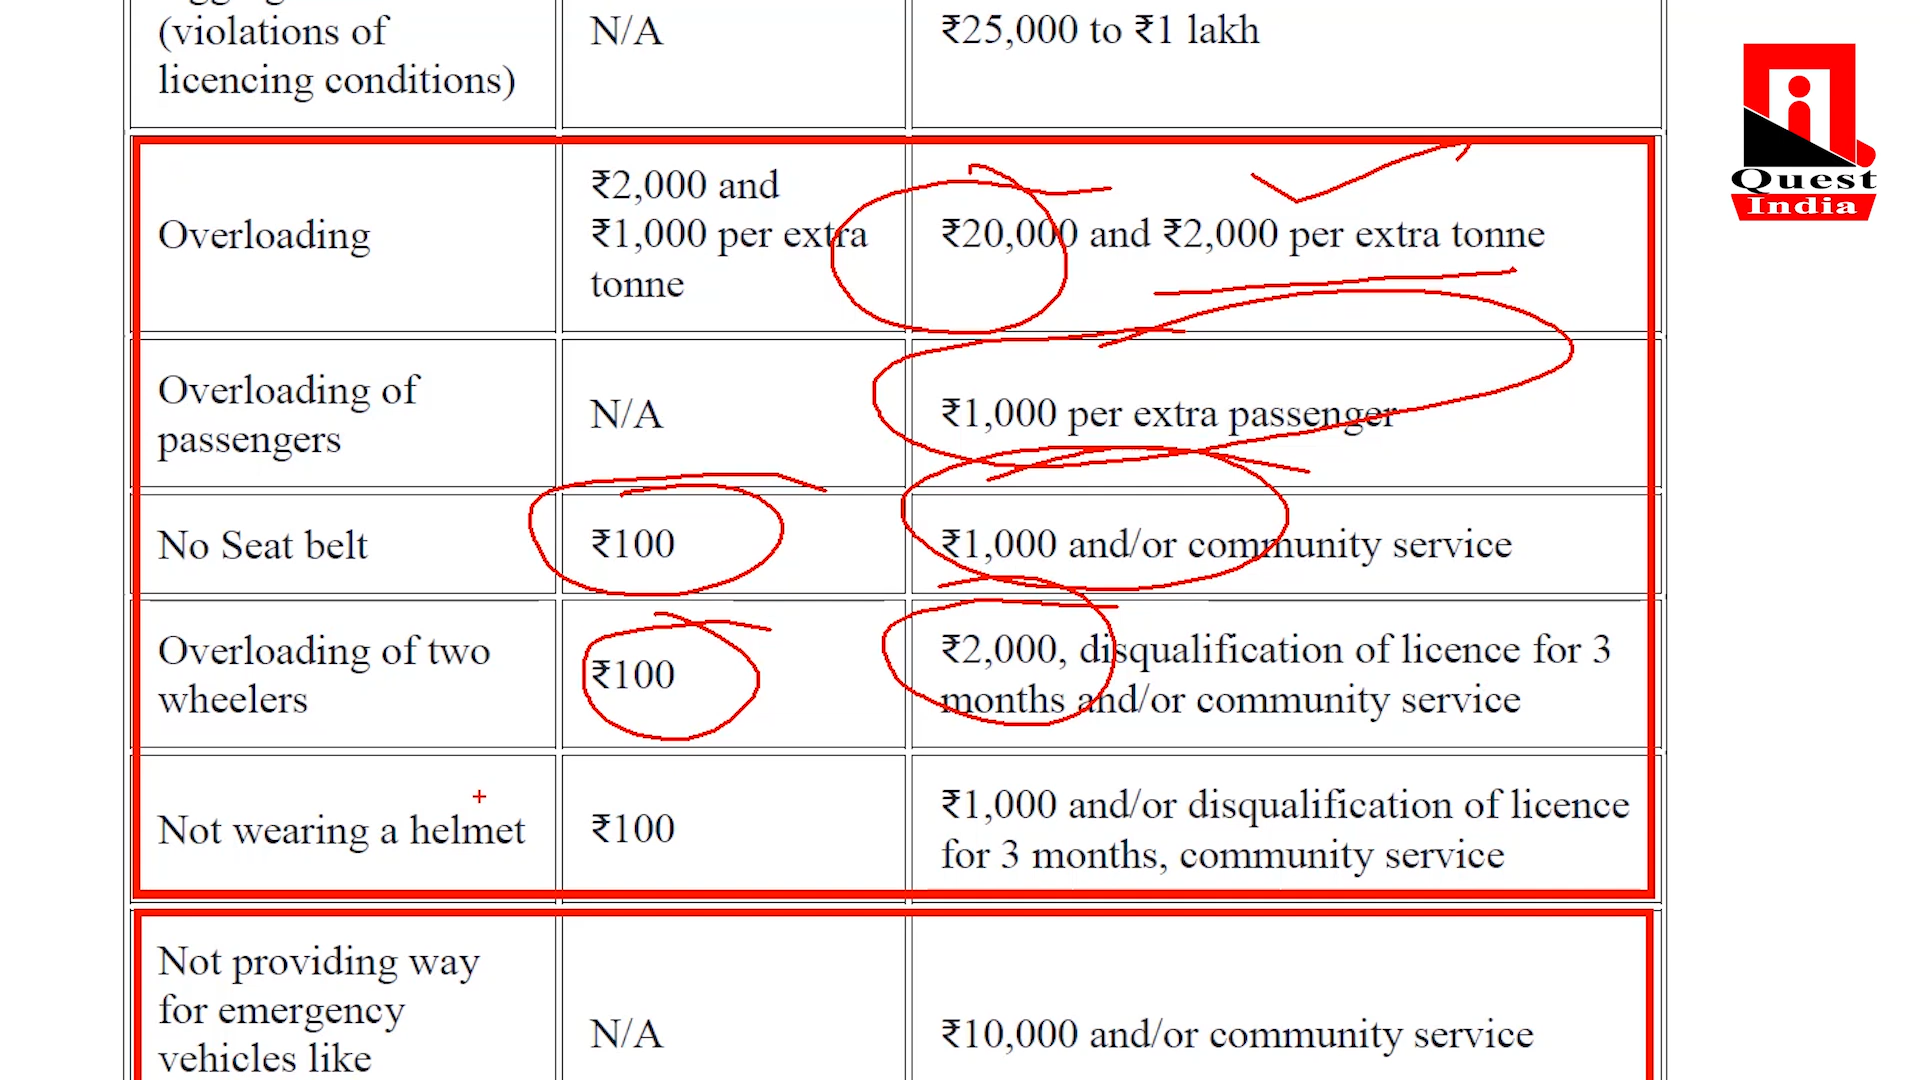 (violations of
licencing conditions)
N/A
₹25,000 to ₹1 lakh
Overloading
₹2,000 and
₹1,000 per extra
tonne
₹20,000 and ₹2,000 per extra tonne
Overloading of
passengers
N/A
₹1,000 per extra passenger
No Seat belt
₹100
₹1,000 and/or community service
Overloading of two
wheelers
₹100
₹2,000, disqualification of licence for 3
months and/or community service
Not wearing a helmet
₹100
₹1,000 and/or disqualification of licence
for 3 months, community service
Not providing way
for emergency
vehicles like
N/A
₹10,000 and/or community service
Quest
India